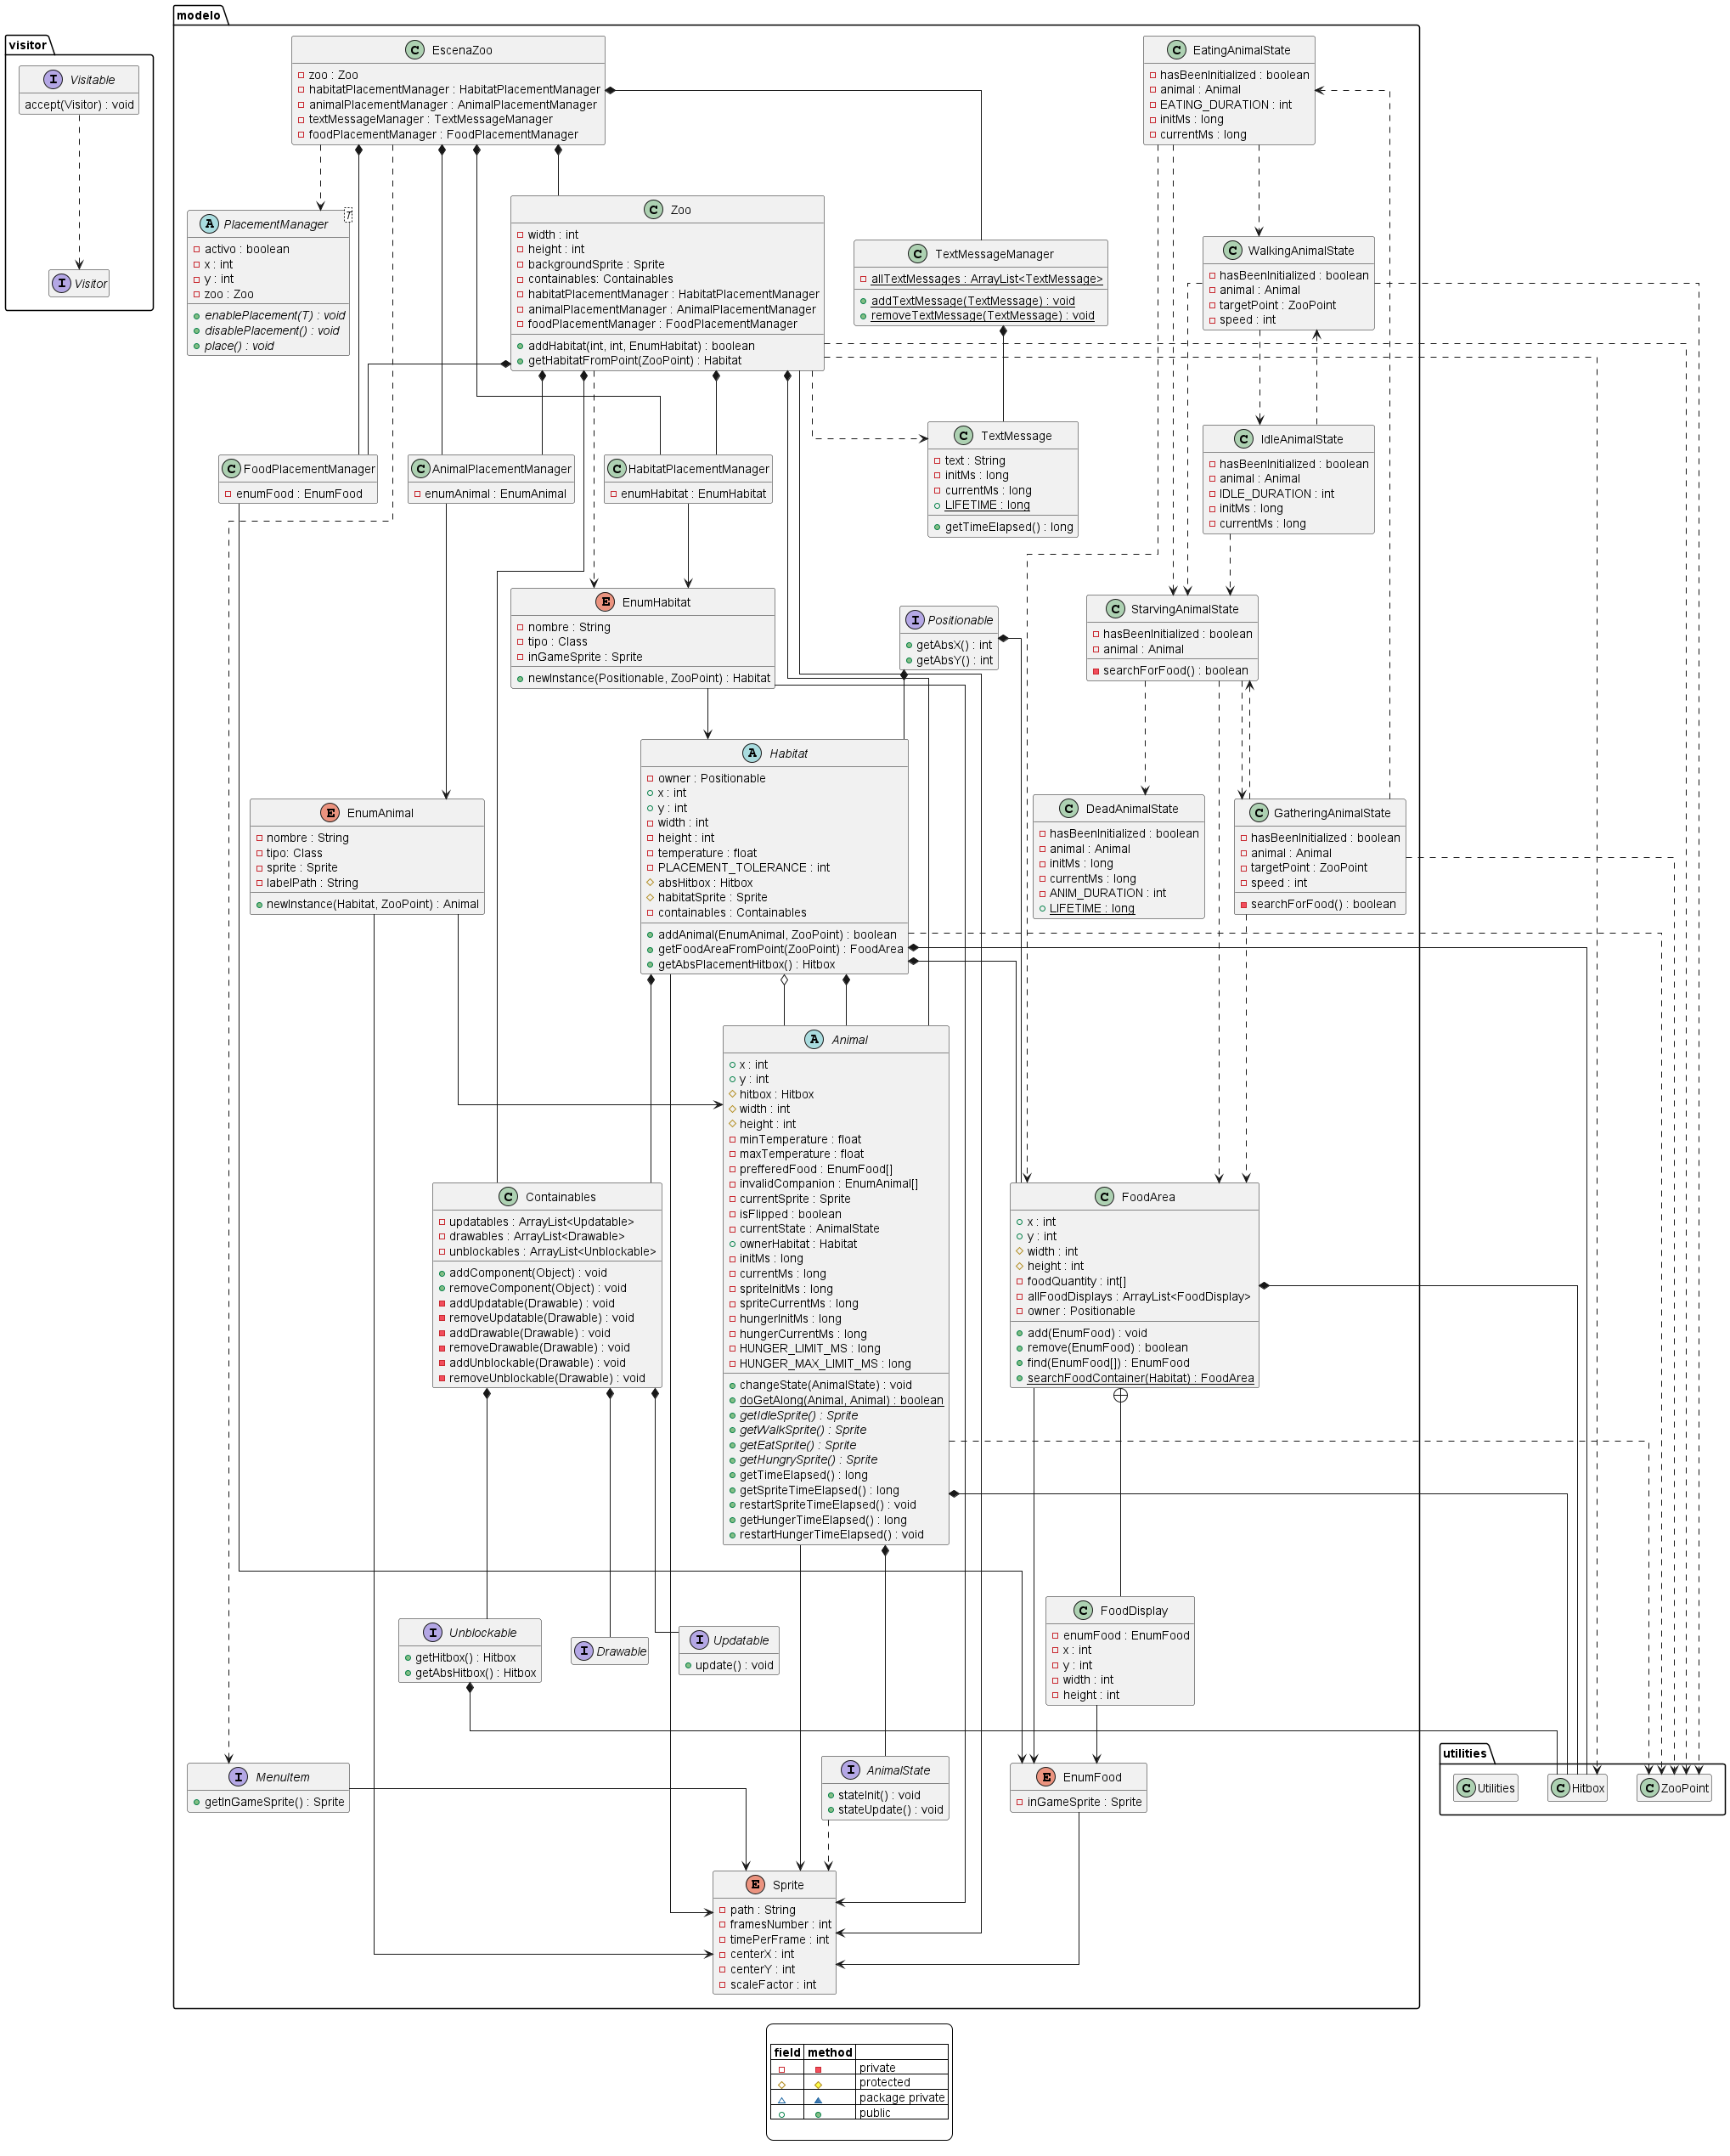 visitor
I Visitable
accept(Visitor) : void
I Visitor
modelo
C EscenaZoo
zoo : Zoo
habitatPlacementManager : HabitatPlacementManager
animalPlacementManager : AnimalPlacementManager
textMessageManager : TextMessageManager
foodPlacementManager : FoodPlacementManager
C EatingAnimalState
hasBeenInitialized : boolean
animal : Animal
EATING_DURATION : int
initMs : long
currentMs : long
A PlacementManager T
activo : boolean
x : int
y : int
zoo : Zoo
enablePlacement(T) : void
disablePlacement() : void
place() : void
C Zoo
width : int
height : int
backgroundSprite : Sprite
containables: Containables
habitatPlacementManager : HabitatPlacementManager
animalPlacementManager : AnimalPlacementManager
foodPlacementManager : FoodPlacementManager
addHabitat(int, int, EnumHabitat) : boolean
getHabitatFromPoint(ZooPoint) : Habitat
C TextMessageManager
allTextMessages : ArrayList<TextMessage>
addTextMessage(TextMessage) : void
removeTextMessage(TextMessage) : void
C WalkingAnimalState
hasBeenInitialized : boolean
animal : Animal
targetPoint : ZooPoint
speed : int
C FoodPlacementManager
enumFood : EnumFood
C AnimalPlacementManager
enumAnimal : EnumAnimal
C HabitatPlacementManager
enumHabitat : EnumHabitat
C TextMessage
text : String
initMs : long
currentMs : long
LIFETIME : long
getTimeElapsed() : long
C IdleAnimalState
hasBeenInitialized : boolean
animal : Animal
IDLE_DURATION : int
initMs : long
currentMs : long
E EnumHabitat
nombre : String
tipo : Class
inGameSprite : Sprite
newInstance(Positionable, ZooPoint) : Habitat
I Positionable
getAbsX() : int
getAbsY() : int
C StarvingAnimalState
hasBeenInitialized : boolean
animal : Animal
searchForFood() : boolean
E EnumAnimal
nombre : String
tipo: Class
sprite : Sprite
labelPath : String
newInstance(Habitat, ZooPoint) : Animal
A Habitat
owner : Positionable
x : int
y : int
width : int
height : int
temperature : float
PLACEMENT_TOLERANCE : int
absHitbox : Hitbox
habitatSprite : Sprite
containables : Containables
addAnimal(EnumAnimal, ZooPoint) : boolean
getFoodAreaFromPoint(ZooPoint) : FoodArea
getAbsPlacementHitbox() : Hitbox
C DeadAnimalState
hasBeenInitialized : boolean
animal : Animal
initMs : long
currentMs : long
ANIM_DURATION : int
LIFETIME : long
C GatheringAnimalState
hasBeenInitialized : boolean
animal : Animal
targetPoint : ZooPoint
speed : int
searchForFood() : boolean
A Animal
x : int
y : int
hitbox : Hitbox
width : int
height : int
minTemperature : float
maxTemperature : float
prefferedFood : EnumFood[]
invalidCompanion : EnumAnimal[]
currentSprite : Sprite
isFlipped : boolean
currentState : AnimalState
ownerHabitat : Habitat
initMs : long
currentMs : long
spriteInitMs : long
spriteCurrentMs : long
hungerInitMs : long
hungerCurrentMs : long
HUNGER_LIMIT_MS : long
HUNGER_MAX_LIMIT_MS : long
changeState(AnimalState) : void
doGetAlong(Animal, Animal) : boolean
getIdleSprite() : Sprite
getWalkSprite() : Sprite
getEatSprite() : Sprite
getHungrySprite() : Sprite
getTimeElapsed() : long
getSpriteTimeElapsed() : long
restartSpriteTimeElapsed() : void
getHungerTimeElapsed() : long
restartHungerTimeElapsed() : void
C Containables
updatables : ArrayList<Updatable>
drawables : ArrayList<Drawable>
unblockables : ArrayList<Unblockable>
addComponent(Object) : void
removeComponent(Object) : void
addUpdatable(Drawable) : void
removeUpdatable(Drawable) : void
addDrawable(Drawable) : void
removeDrawable(Drawable) : void
addUnblockable(Drawable) : void
removeUnblockable(Drawable) : void
C FoodArea
x : int
y : int
width : int
height : int
foodQuantity : int[]
allFoodDisplays : ArrayList<FoodDisplay>
owner : Positionable
add(EnumFood) : void
remove(EnumFood) : boolean
find(EnumFood[]) : EnumFood
searchFoodContainer(Habitat) : FoodArea
I Unblockable
getHitbox() : Hitbox
getAbsHitbox() : Hitbox
I Drawable
I Updatable
update() : void
C FoodDisplay
enumFood : EnumFood
x : int
y : int
width : int
height : int
I MenuItem
getInGameSprite() : Sprite
I AnimalState
stateInit() : void
stateUpdate() : void
E EnumFood
inGameSprite : Sprite
utilities
C Utilities
C Hitbox
C ZooPoint
E Sprite
path : String
framesNumber : int
timePerFrame : int
centerX : int
centerY : int
scaleFactor : int
field method
private
protected
package private
public